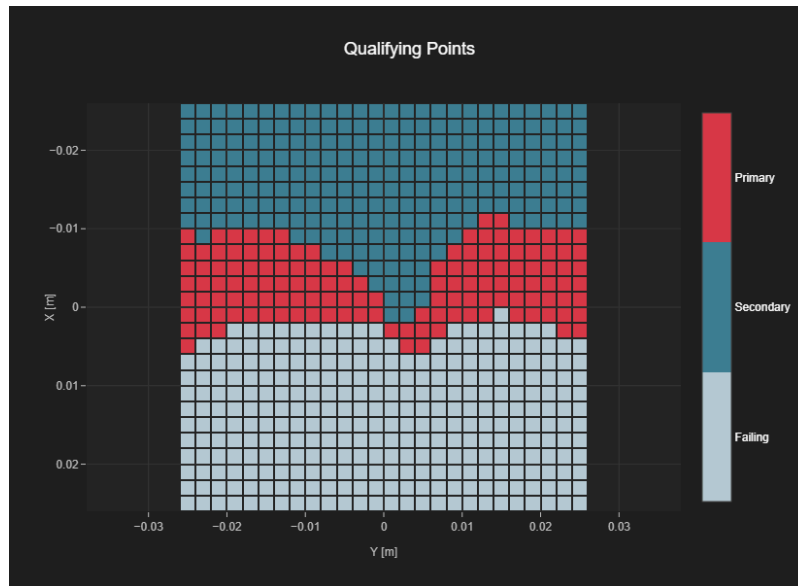 Qualifying Points
Primary
Secondary
Failing
−0.02
−0.01
0
0.01
0.02
X [m]
−0.03
−0.02
−0.01
0
0.01
0.02
0.03
Y [m]